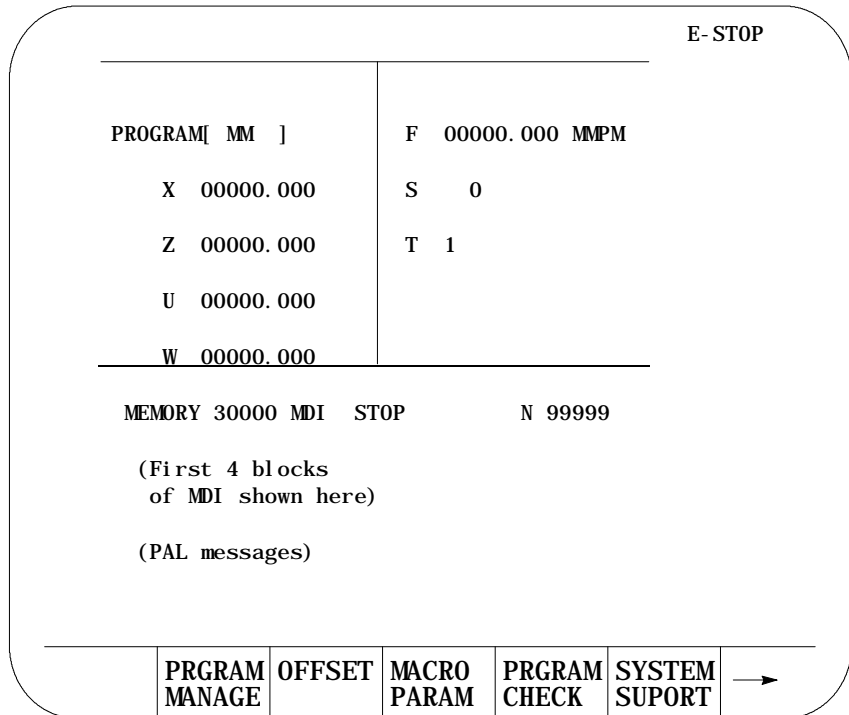 E-STOP
PROGRAM[ MM ] F 00000.000 MMPM
X 00000.000 S 0
Z 00000.000 T 1
U 00000.000
W 00000.000
MEMORY 30000 MDI STOP N 99999
(First 4 blocks
of MDI shown here)
(PAL messages)
PRGRAM OFFSET MACRO PRGRAM SYSTEM
MANAGE PARAM CHECK SUPORT